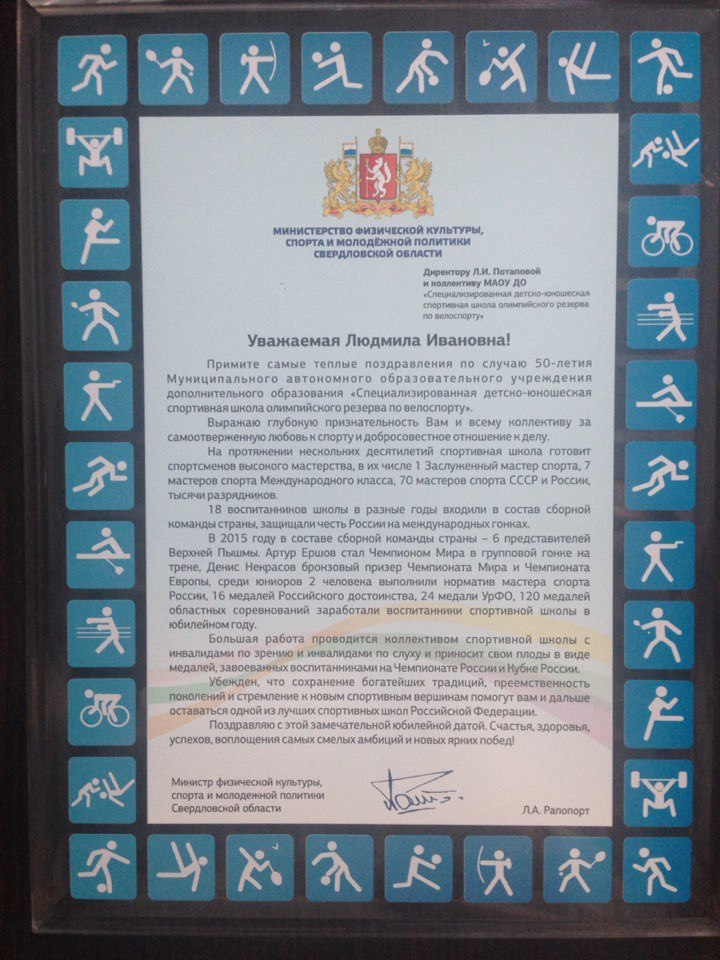 МИНИСТЕРСТВО ФИЗИЧЕСКОЙ КУЛЬТУРЫ,
СПОРТА И МОЛОДЁЖНОЙ ПОЛИТИКИ
СВЕРДЛОВСКОЙ ОБЛАСТИ
Директору Л.И. Потаповой
и коллективу МАОУ ДО
«Специализированная детско-юношеская
спортивная школа олимпийского резерва
по велоспорту»
Уважаемая Людмила Ивановна!
Примите самые теплые поздравления по случаю 50-летия
Муниципального автономного образовательного учреждения
дополнительного образования «Специализированная детско-юношеская
спортивная школа олимпийского резерва по велоспорту».
Выражаю глубокую признательность Вам и всему коллективу за
самоотверженную любовь к спорту и добросовестное отношение к делу.
На протяжении нескольких десятилетий спортивная школа готовит
спортсменов высокого мастерства, в их числе 1 Заслуженный мастер спорта, 7
мастеров спорта Международного класса, 70 мастеров спорта СССР и России,
тысячи разрядников.
18 воспитанников школы в разные годы входили в состав сборной
команды страны, защищали честь России на международных гонках.
В 2015 году в составе сборной команды страны – 6 представителей
Верхней Пышмы. Артур Ершов стал Чемпионом Мира в групповой гонке на
треке, Денис Некрасов бронзовый призер Чемпионата Мира и Чемпионата
Европы, среди юниоров 2 человека выполнили норматив мастера спорта
России, 16 медалей Российского достоинства, 24 медали УрФО, 120 медалей
областных соревнований заработали воспитанники спортивной школы в
юбилейном году.
Большая работа проводится коллективом спортивной школы с
инвалидами по зрению и инвалидами по слуху и приносит свои плоды в виде
медалей, завоеванных воспитанниками на Чемпионате России и Кубке России.
Убежден, что сохранение богатейших традиций, преемственность
поколений и стремление к новым спортивным вершинам помогут вам и дальше
оставаться одной из лучших спортивных школ Российской Федерации.
Поздравляю с этой замечательной юбилейной датой. Счастья, здоровья,
успехов, воплощения самых смелых амбиций и новых ярких побед!
Министр физической культуры,
спорта и молодежной политики
Свердловской области
Л.А. Рапопорт